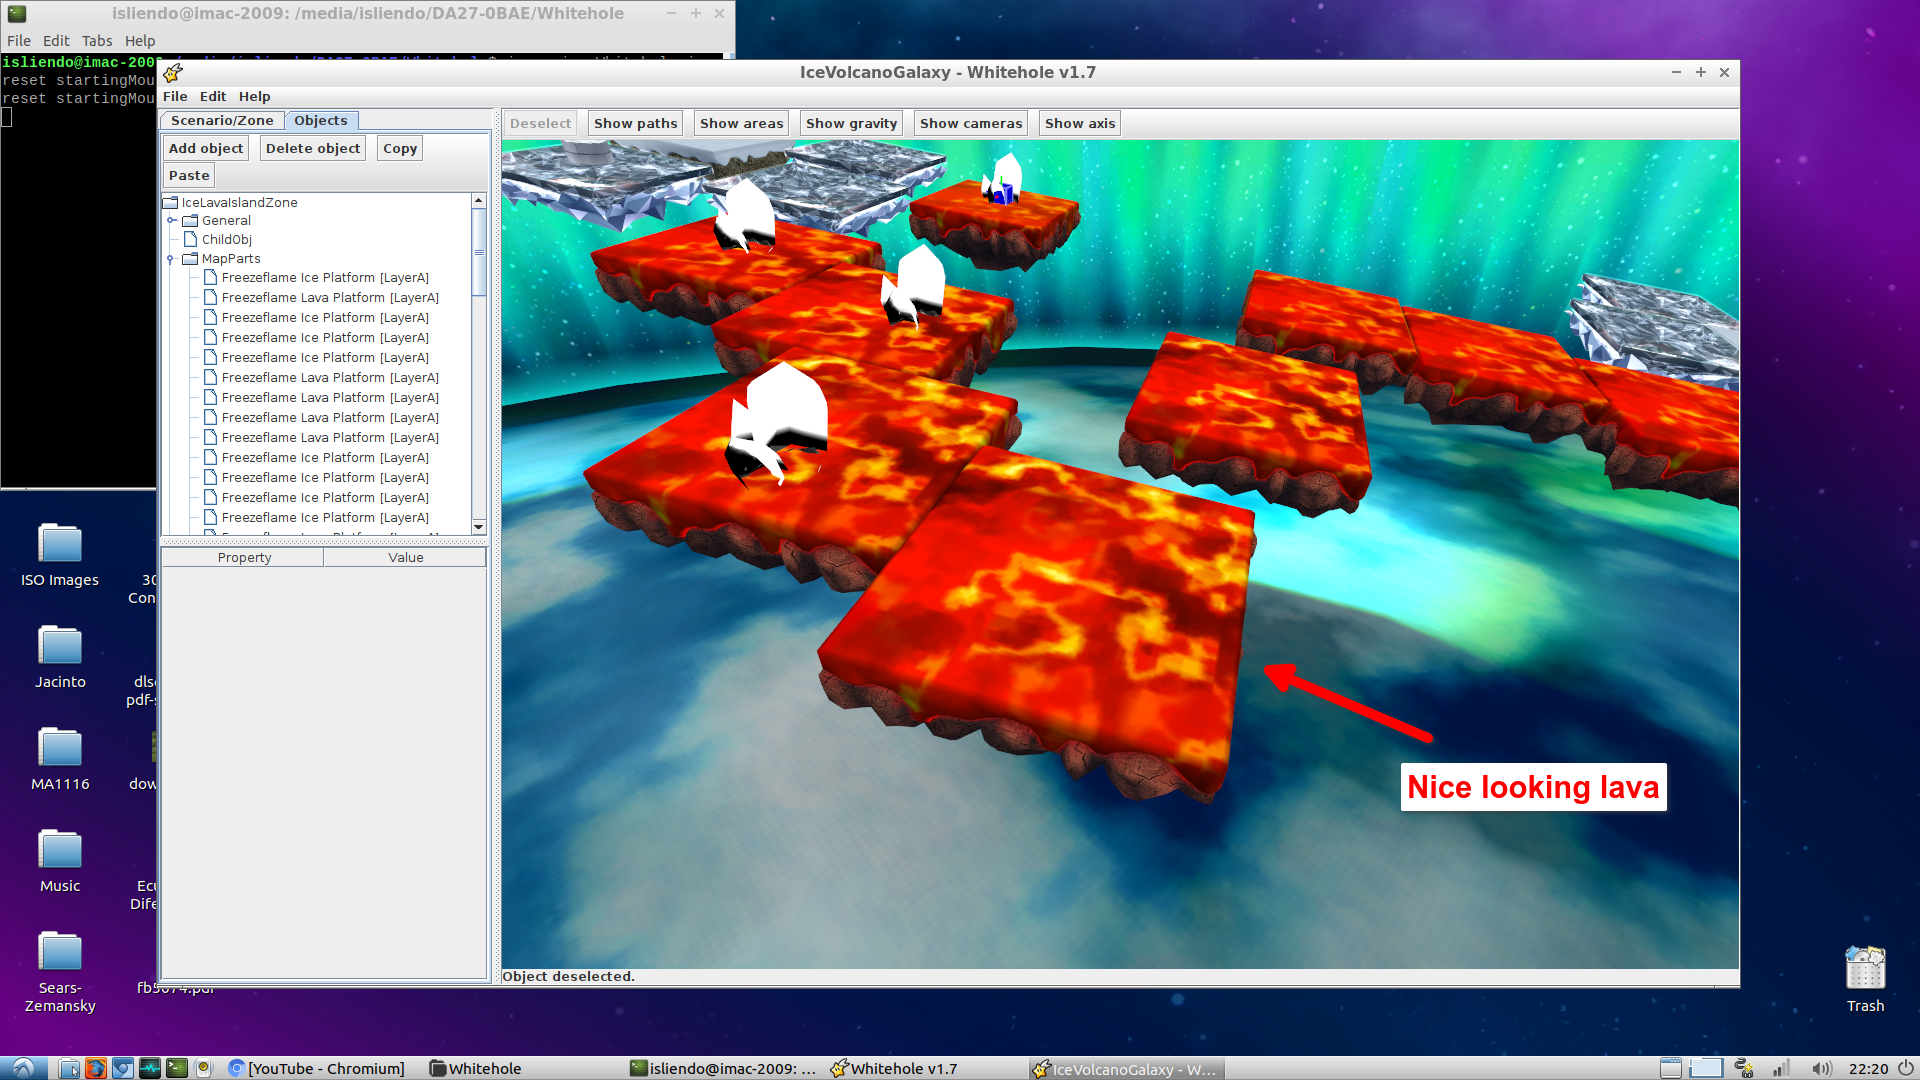 isliendo@imac-2009: /media/isliendo/DA27-0BAE/Whitehole
File Edit Tabs Help
isliendo@imac-200
reset startingMou
reset startingMou
IceVolcanoGalaxy - Whitehole v1.7
File Edit Help
Scenario/Zone Objects
Add object Delete object Copy
Paste
Deselect Show paths Show areas Show gravity Show cameras Show axis
IceLavaIslandZone
General
ChildObj
MapParts
Freezeflame Ice Platform [LayerA]
Freezeflame Lava Platform [LayerA]
Freezeflame Ice Platform [LayerA]
Freezeflame Ice Platform [LayerA]
Freezeflame Ice Platform [LayerA]
Freezeflame Lava Platform [LayerA]
Freezeflame Lava Platform [LayerA]
Freezeflame Lava Platform [LayerA]
Freezeflame Lava Platform [LayerA]
Freezeflame Ice Platform [LayerA]
Freezeflame Ice Platform [LayerA]
Freezeflame Ice Platform [LayerA]
Freezeflame Ice Platform [LayerA]
Property Value
Nice looking lava
Object deselected.
ISO Images
30
Con
Jacinto
dlso
pdf-s
MA1116
dow
Music
Ecu
Dife
Sears-
Zemansky
fb5074.pdf
Trash
[YouTube - Chromium]
Whitehole
isliendo@imac-2009: ...
Whitehole v1.7
IceVolcanoGalaxy - W...
22:20